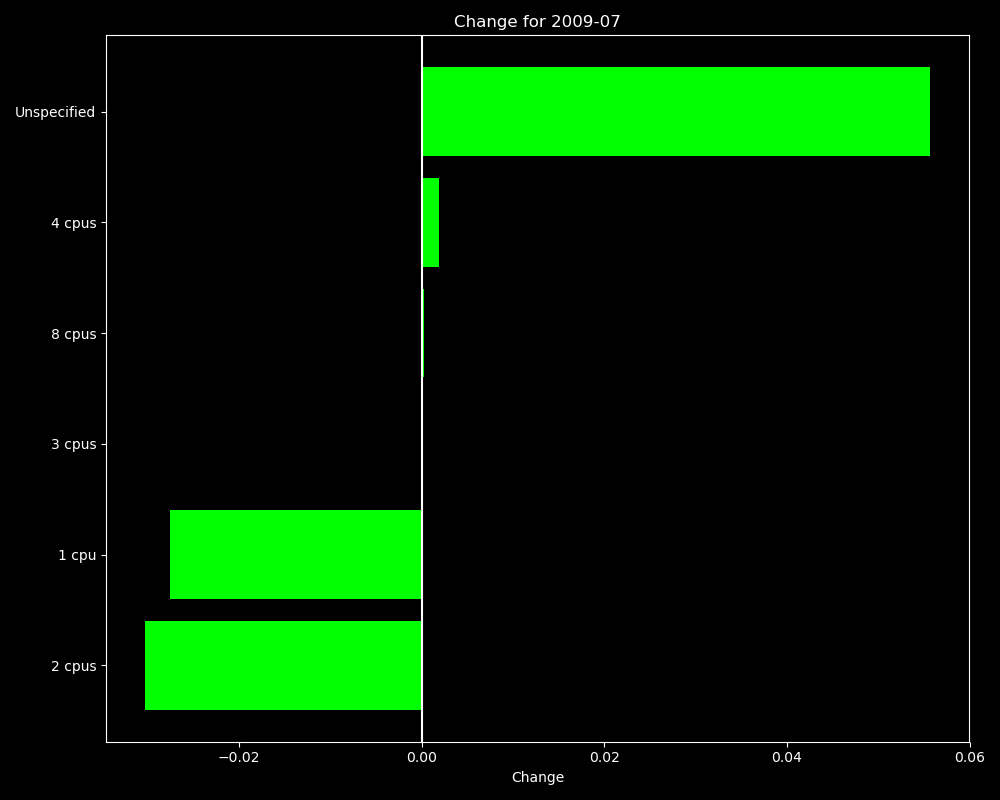 Change for 2009-07
Unspecified
4 cpus
8 cpus
3 cpus
1 cpu
2 cpus
−0.02 0.00 0.02 0.04 0.06
Change